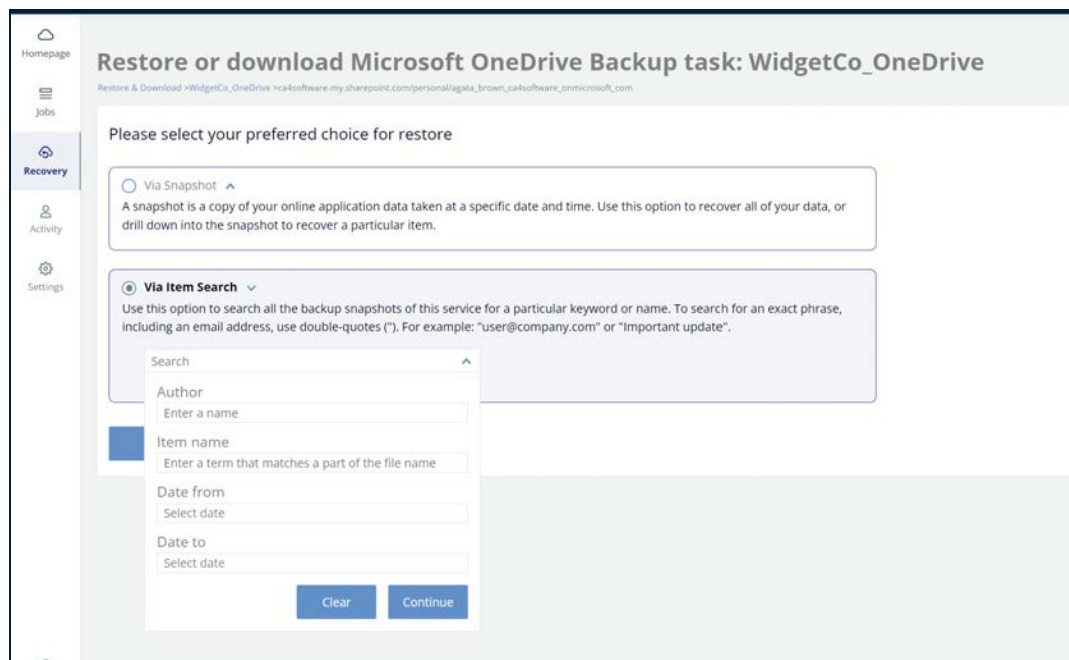 Homepage
Jobs
Recovery
Activity
Settings
Restore or download Microsoft OneDrive Backup task: WidgetCo_OneDrive
Restore & Download >WidgetCo_OneDrive >ca4software-my.sharepoint.com/personal/agata_brown_ca4software_onmicrosoft_com
Please select your preferred choice for restore
Via Snapshot
A snapshot is a copy of your online application data taken at a specific date and time. Use this option to recover all of your data, or
drill down into the snapshot to recover a particular item.
Via Item Search
Use this option to search all the backup snapshots of this service for a particular keyword or name. To search for an exact phrase,
including an email address, use double-quotes ("). For example: "user@company.com" or "Important update".
Search
Author
Enter a name
Item name
Enter a term that matches a part of the file name
Date from
Select date
Date to
Select date
Clear
Continue